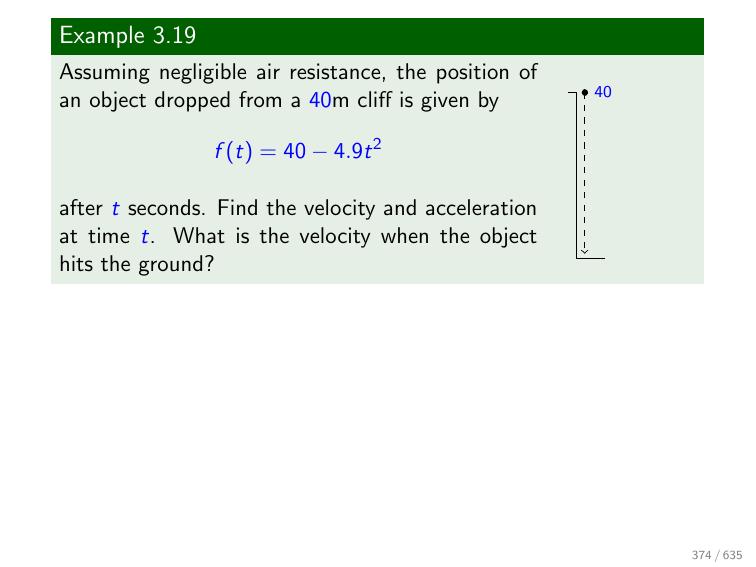 Example 3.19
Assuming negligible air resistance, the position of
an object dropped from a 40m cliff is given by
40
f(t) = 40 − 4.9t²
after t seconds. Find the velocity and acceleration
at time t. What is the velocity when the object
hits the ground?
374 / 635